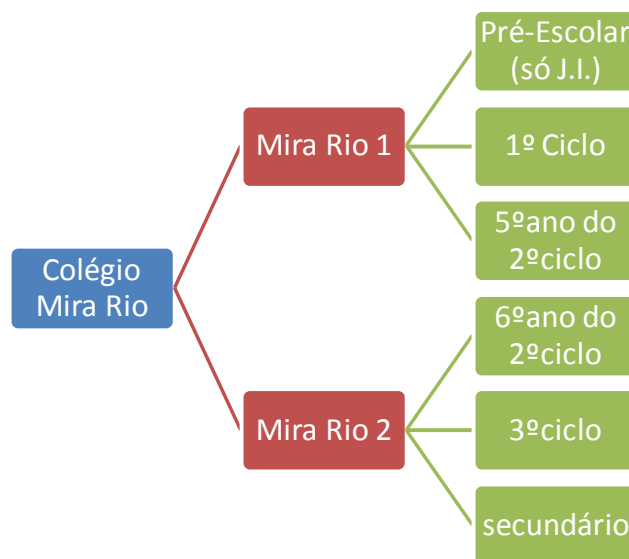 Colégio
Mira Rio
Mira Rio 1
Pré-Escolar
(só J.I.)
1º Ciclo
5ºano do
2ºciclo
Mira Rio 2
6ºano do
2ºciclo
3ºciclo
secundário